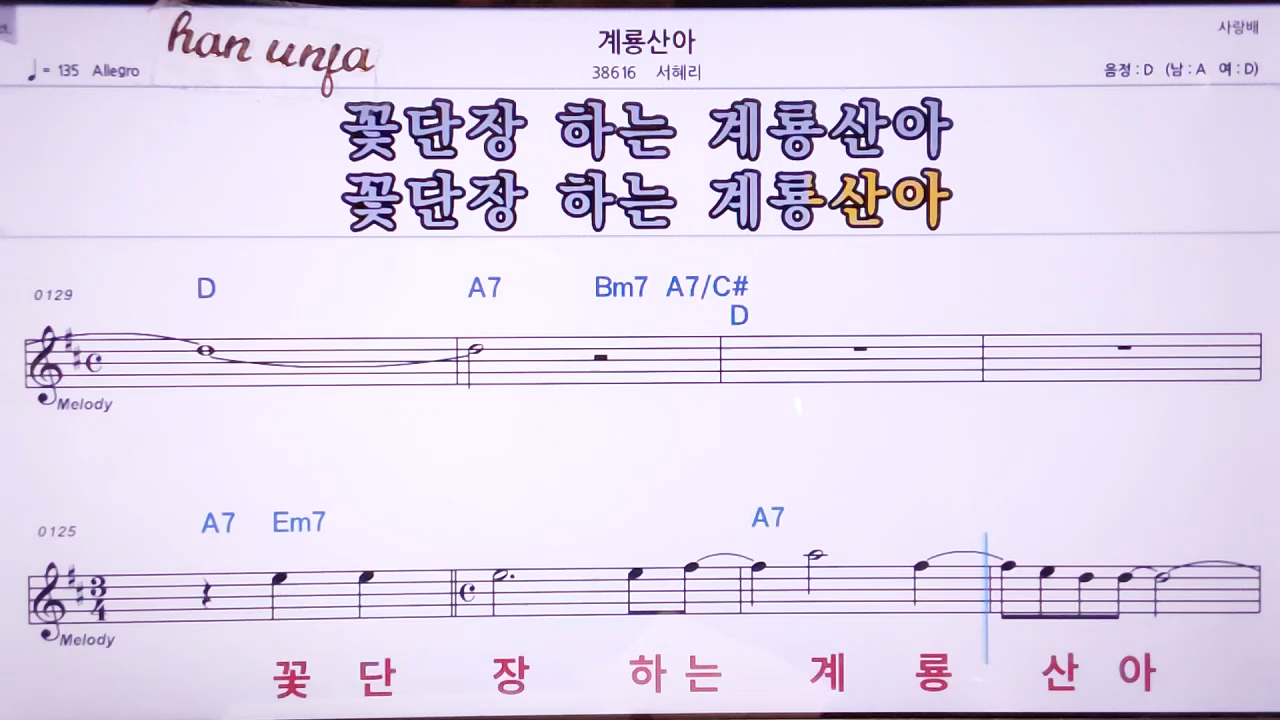 han unja
계룡산아
사랑배
♩= 135 Allegro
38616 서혜리
음정 : D (남 : A 여 : D)
꽃단장 하는 계룡산아
꽃단장 하는 계룡산아
0129 D A7 Bm7 A7/C#
D
Melody
0125 A7 Em7 A7
3
4
Melody
꽃 단 장 하 는 계 룡 산 아